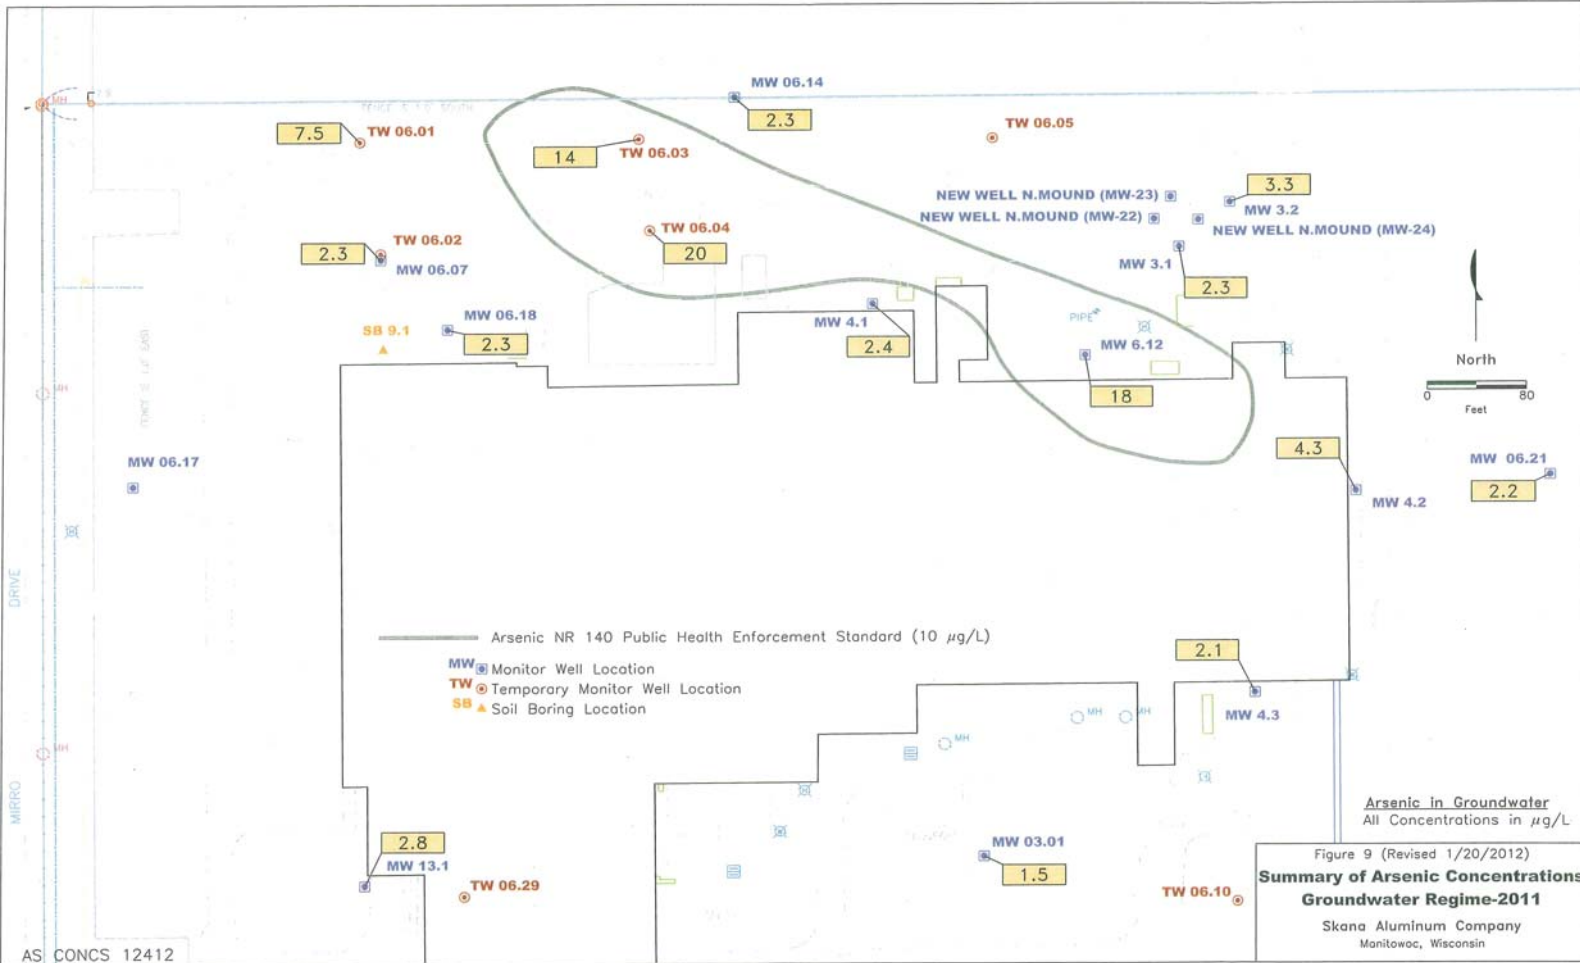 MW 06.14
2.3
MH
7.5
TW 06.01
14
TW 06.03
TW 06.05
NEW WELL N.MOUND (MW-23)
3.3
MW 3.2
NEW WELL N.MOUND (MW-22)
NEW WELL N.MOUND (MW-24)
TW 06.04
20
2.3
TW 06.02
MW 06.07
MW 3.1
2.3
SB 9.1
MW 06.18
2.3
MW 4.1
2.4
PIPE
MW 6.12
18
North
0 80
Feet
MH
4.3
MW 4.2
MW 06.21
2.2
MW 06.17
DRIVE
MIRRO
Arsenic NR 140 Public Health Enforcement Standard (10 µg/L)
MW Monitor Well Location
TW Temporary Monitor Well Location
SB Soil Boring Location
2.1
MW 4.3
MH
MH
MH
MH
2.8
MW 13.1
TW 06.29
MW 03.01
1.5
TW 06.10
Arsenic in Groundwater
All Concentrations in µg/L
Figure 9 (Revised 1/20/2012)
Summary of Arsenic Concentrations
Groundwater Regime-2011
Skana Aluminum Company
Manitowoc, Wisconsin
AS CONCS 12412